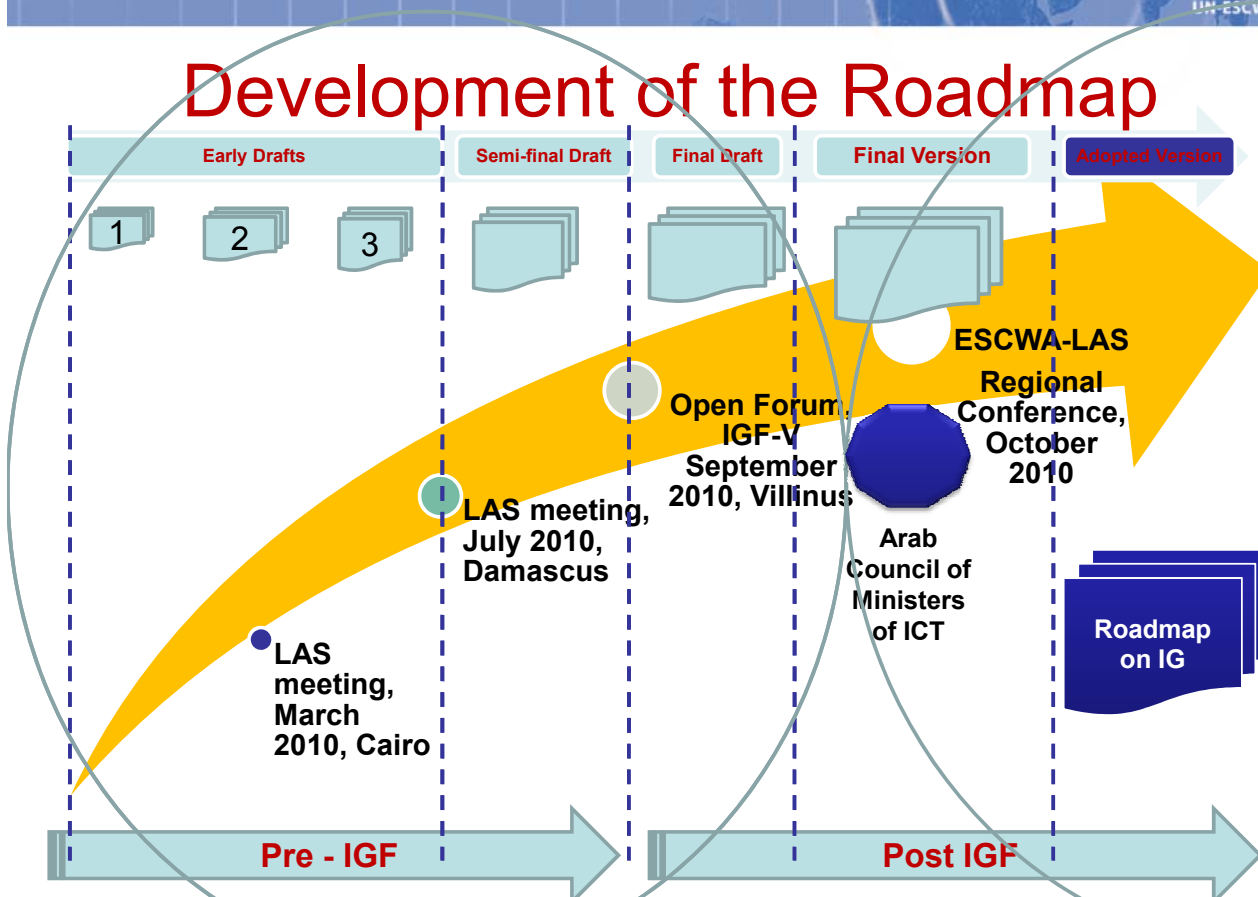 UN-ESCW
Development of the Roadmap
Early Drafts
Semi-final Draft
Final Draft
Final Version
Adopted Version
1
2
3
ESCWA-LAS
Regional
Conference,
October
2010
Open Forum,
IGF-V
September
2010, Villinus
LAS meeting,
July 2010,
Damascus
Arab
Council of
Ministers
of ICT
LAS
meeting,
March
2010, Cairo
Roadmap
on IG
Pre - IGF
Post IGF